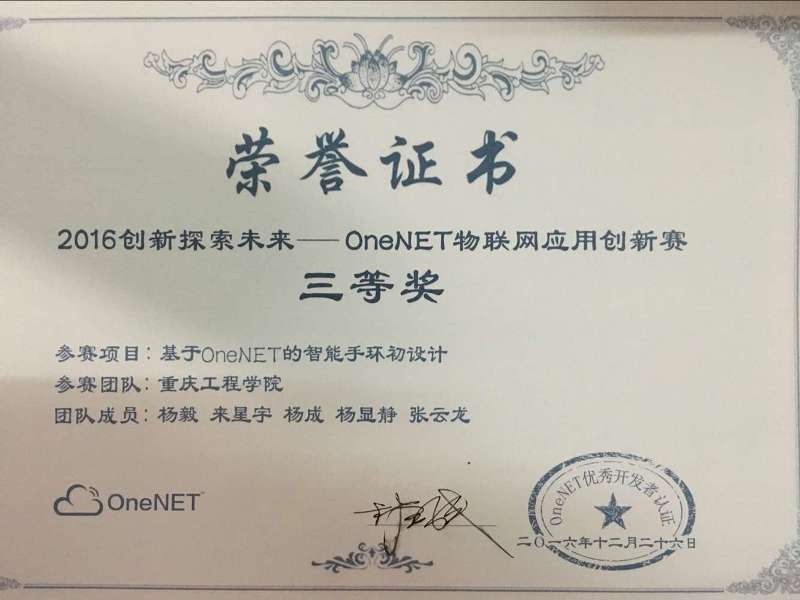 荣誉证书
2016创新探索未来——OneNET物联网应用创新赛
三等奖
参赛项目：基于OneNET的智能手环初设计
参赛团队：重庆工程学院
团队成员：杨毅 来星宇 杨成 杨显静 张云龙
OneNET
OneNET优秀开发者认证
二〇一六年十二月二十六日